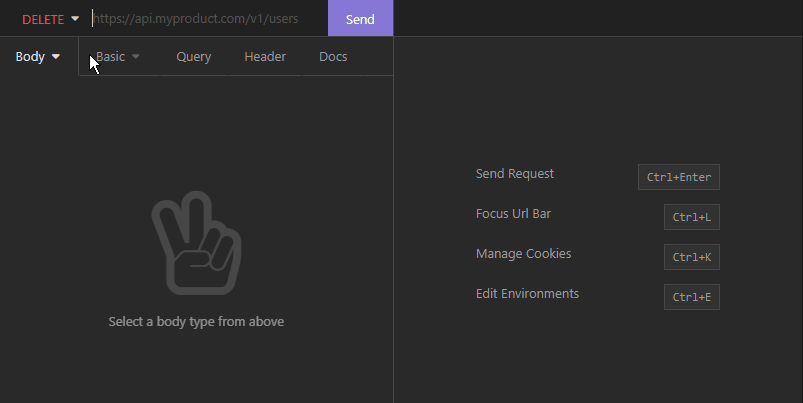 DELETE https://api.myproduct.com/v1/users Send
Body Basic Query Header Docs
Send Request Ctrl+Enter
Focus Url Bar Ctrl+L
Manage Cookies Ctrl+K
Edit Environments Ctrl+E
Select a body type from above